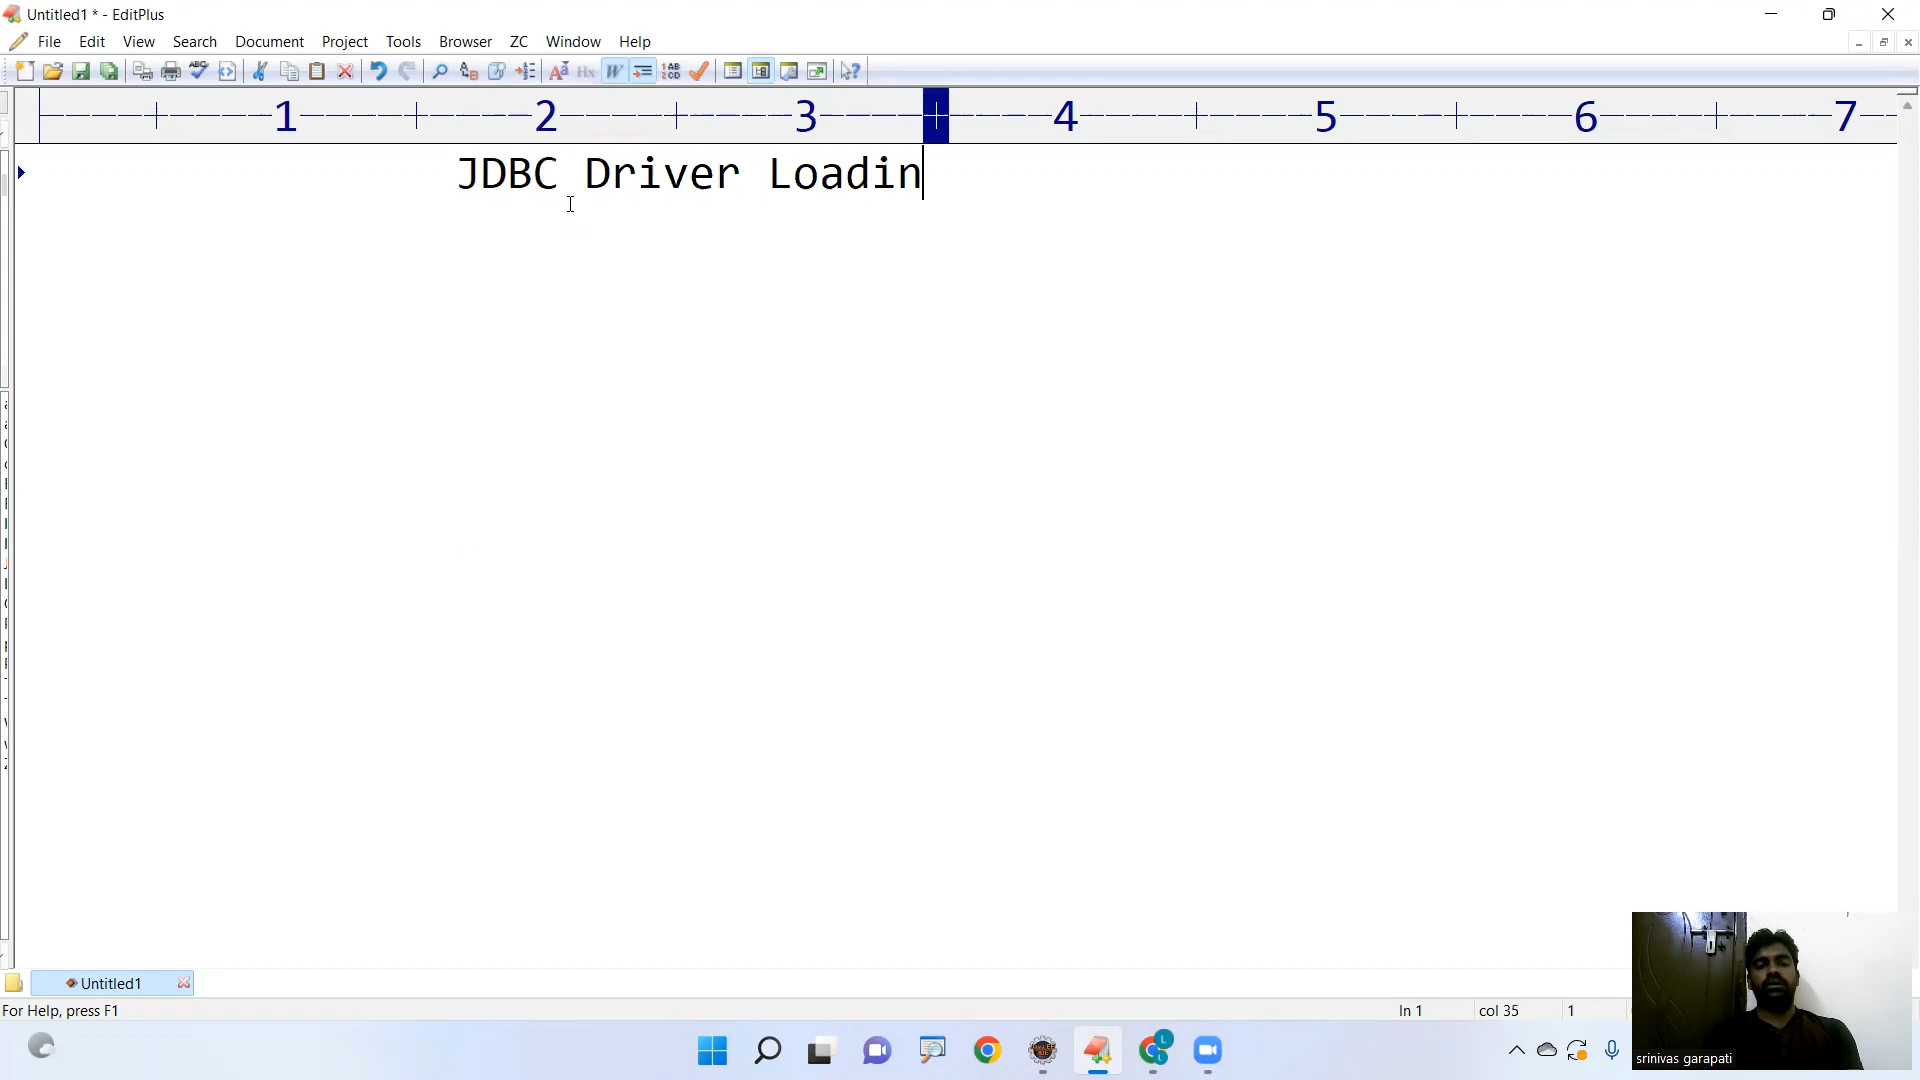 Untitled1 * - EditPlus
File Edit View Search Document Project Tools Browser ZC Window Help
1 2 3 4 5 6 7
JDBC Driver Loadin
Untitled1
For Help, press F1
ln 1 col 35 1
srinivas garapati